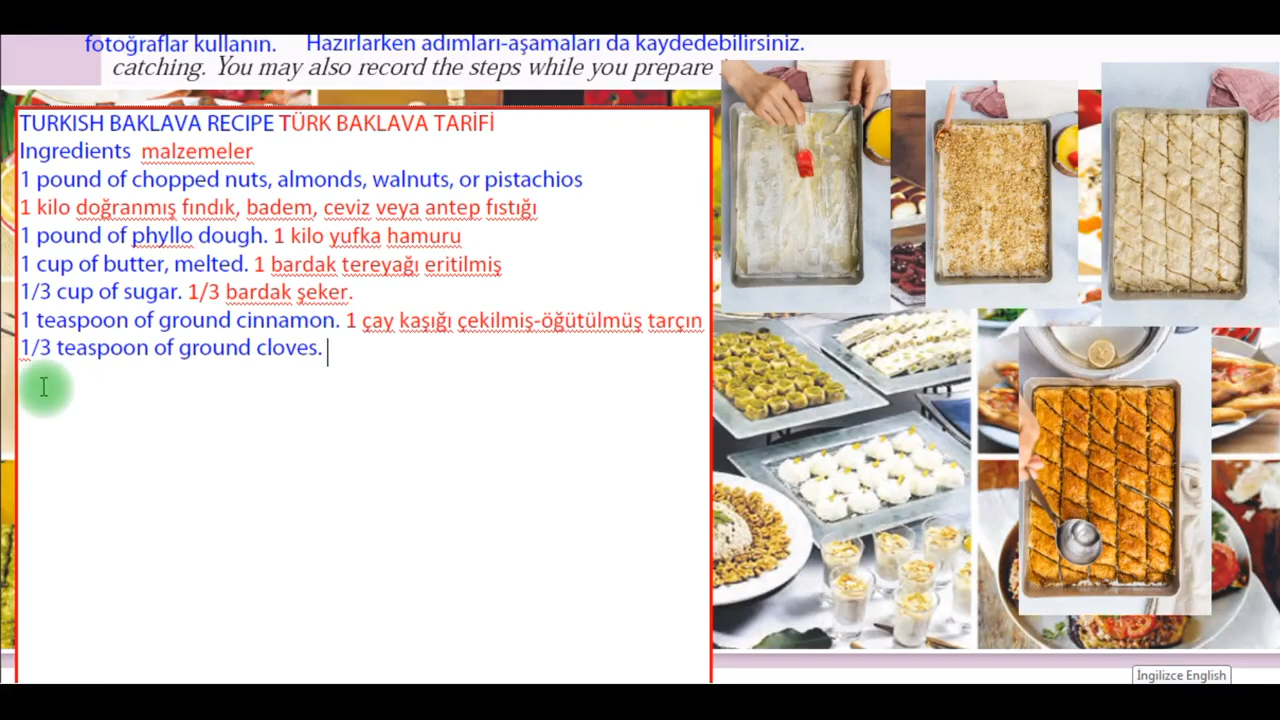 fotoğraflar kullanın. Hazırlarken adımları-aşamaları da kaydedebilirsiniz.
catching. You may also record the steps while you prepare
TURKISH BAKLAVA RECIPE TÜRK BAKLAVA TARİFİ
Ingredients malzemeler
1 pound of chopped nuts, almonds, walnuts, or pistachios
1 kilo doğranmış fındık, badem, ceviz veya antep fıstığı
1 pound of phyllo dough. 1 kilo yufka hamuru
1 cup of butter, melted. 1 bardak tereyağı eritilmiş
1/3 cup of sugar. 1/3 bardak şeker.
1 teaspoon of ground cinnamon. 1 çay kaşığı çekilmiş-öğütülmüş tarçın
1/3 teaspoon of ground cloves.
İngilizce English